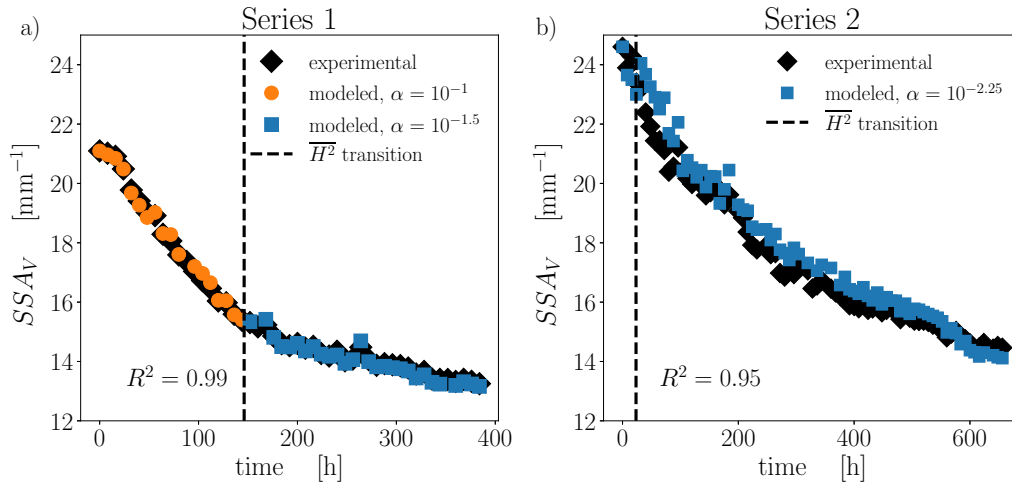 Series 1
a)
24
22
20
18
16
14
12
SSA_V [mm⁻¹]
experimental
modeled, α = 10⁻¹
modeled, α = 10⁻¹·⁵
H̅²̅ transition
R² = 0.99
0 100 200 300 400
time [h]
Series 2
b)
24
22
20
18
16
14
12
SSA_V [mm⁻¹]
experimental
modeled, α = 10⁻²·²⁵
H̅²̅ transition
R² = 0.95
0 200 400 600
time [h]